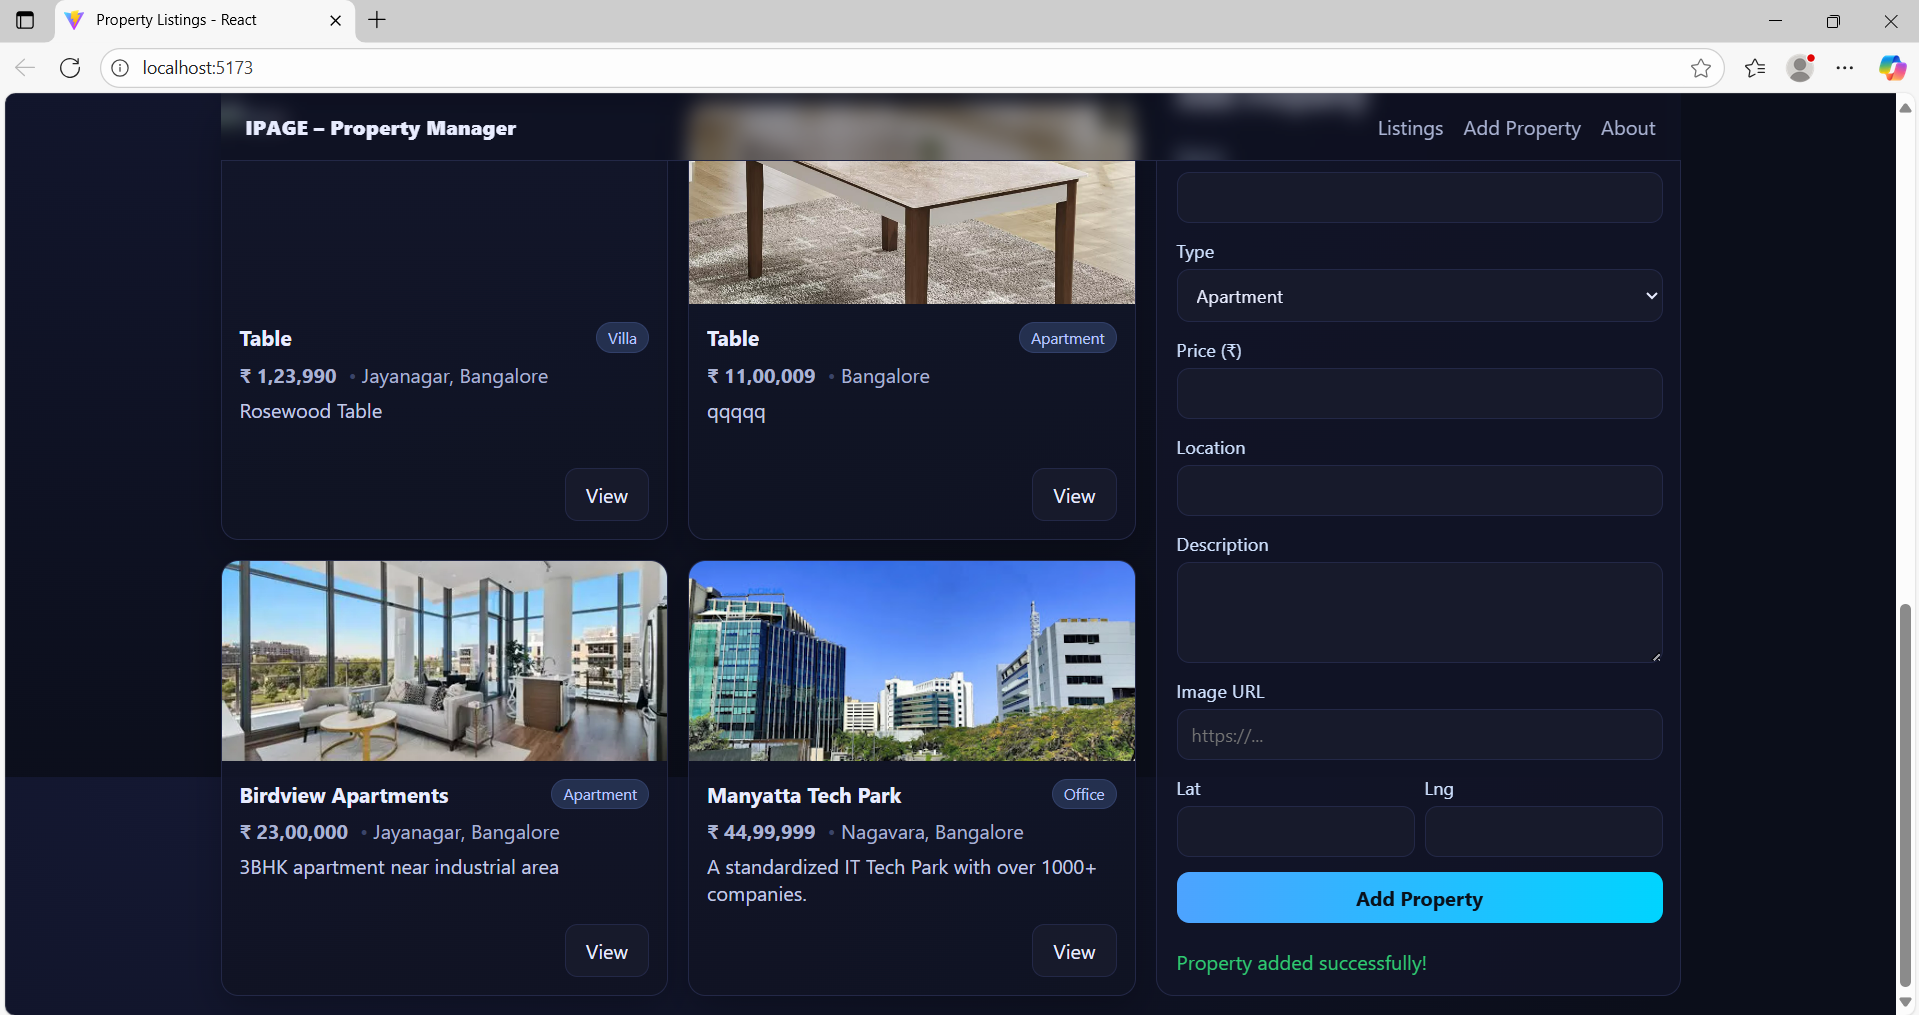 Property Listings - React
localhost:5173
IPAGE – Property Manager
Listings
Add Property
About
Table
Villa
₹ 1,23,990 • Jayanagar, Bangalore
Rosewood Table
View
Table
Apartment
₹ 11,00,009 • Bangalore
qqqqq
View
Birdview Apartments
Apartment
₹ 23,00,000 • Jayanagar, Bangalore
3BHK apartment near industrial area
View
Manyatta Tech Park
Office
₹ 44,99,999 • Nagavara, Bangalore
A standardized IT Tech Park with over 1000+
companies.
View
Type
Apartment
Price (₹)
Location
Description
Image URL
https://...
Lat
Lng
Add Property
Property added successfully!